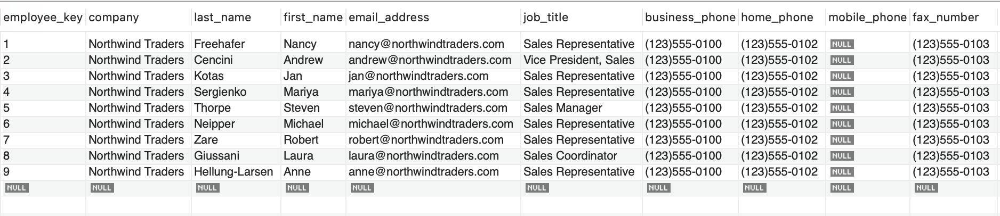 employee_key company last_name first_name email_address job_title business_phone home_phone mobile_phone fax_number
1 Northwind Traders Freehafer Nancy nancy@northwindtraders.com Sales Representative (123)555-0100 (123)555-0102 NULL (123)555-0103
2 Northwind Traders Cencini Andrew andrew@northwindtraders.com Vice President, Sales (123)555-0100 (123)555-0102 NULL (123)555-0103
3 Northwind Traders Kotas Jan jan@northwindtraders.com Sales Representative (123)555-0100 (123)555-0102 NULL (123)555-0103
4 Northwind Traders Sergienko Mariya mariya@northwindtraders.com Sales Representative (123)555-0100 (123)555-0102 NULL (123)555-0103
5 Northwind Traders Thorpe Steven steven@northwindtraders.com Sales Manager (123)555-0100 (123)555-0102 NULL (123)555-0103
6 Northwind Traders Neipper Michael michael@northwindtraders.com Sales Representative (123)555-0100 (123)555-0102 NULL (123)555-0103
7 Northwind Traders Zare Robert robert@northwindtraders.com Sales Representative (123)555-0100 (123)555-0102 NULL (123)555-0103
8 Northwind Traders Giussani Laura laura@northwindtraders.com Sales Coordinator (123)555-0100 (123)555-0102 NULL (123)555-0103
9 Northwind Traders Hellung-Larsen Anne anne@northwindtraders.com Sales Representative (123)555-0100 (123)555-0102 NULL (123)555-0103
NULL NULL NULL NULL NULL NULL NULL NULL NULL NULL